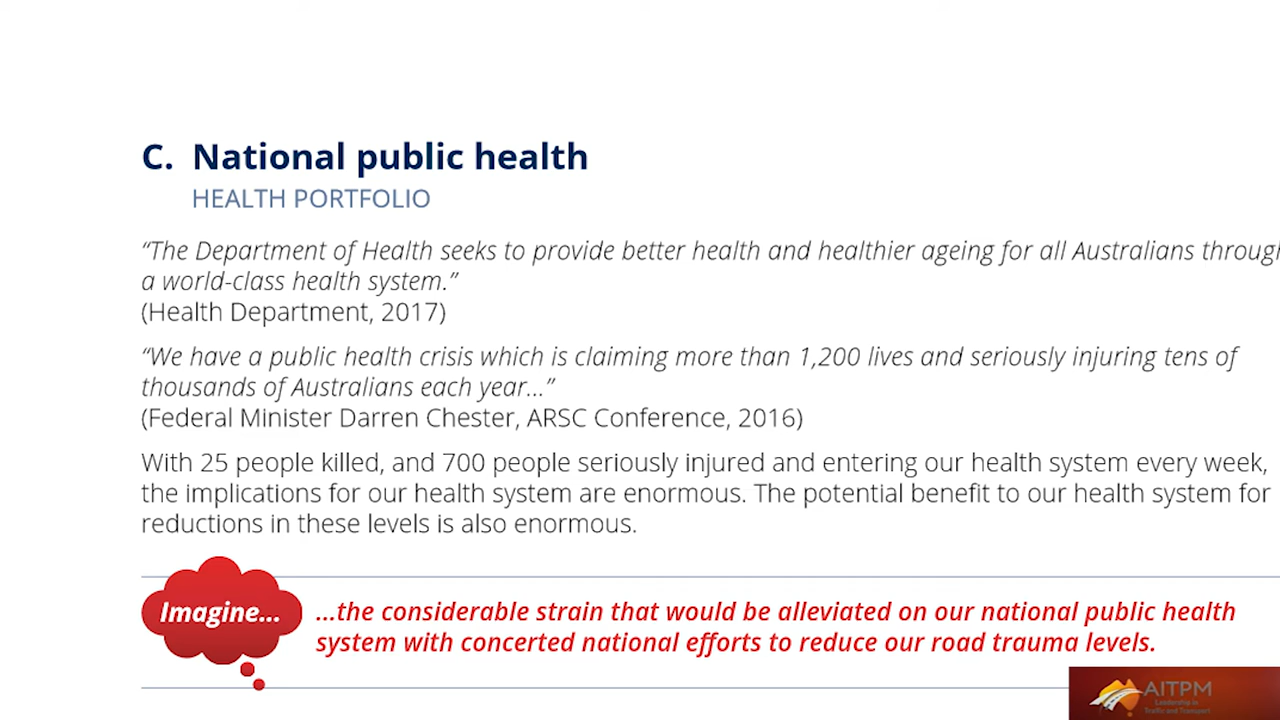 C. National public health
HEALTH PORTFOLIO
“The Department of Health seeks to provide better health and healthier ageing for all Australians through
a world-class health system.”
(Health Department, 2017)
“We have a public health crisis which is claiming more than 1,200 lives and seriously injuring tens of
thousands of Australians each year...”
(Federal Minister Darren Chester, ARSC Conference, 2016)
With 25 people killed, and 700 people seriously injured and entering our health system every week,
the implications for our health system are enormous. The potential benefit to our health system for
reductions in these levels is also enormous.
Imagine...
...the considerable strain that would be alleviated on our national public health
system with concerted national efforts to reduce our road trauma levels.
AITPM
Leadership in
Traffic and Transport